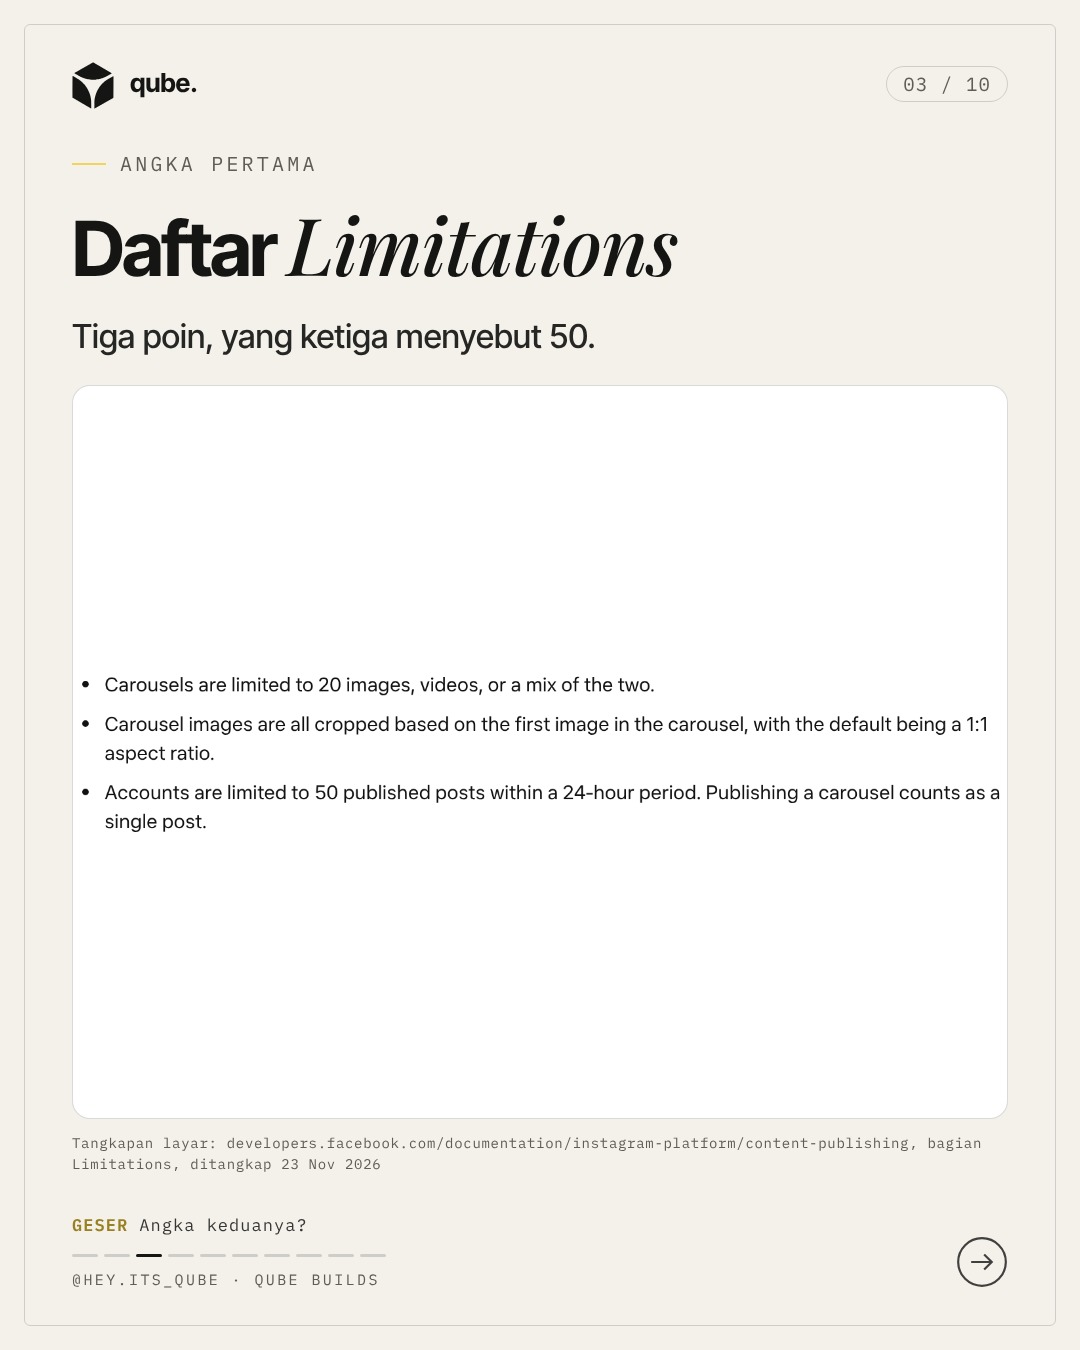 qube.
03 / 10
ANGKA PERTAMA
Daftar Limitations
Tiga poin, yang ketiga menyebut 50.
• Carousels are limited to 20 images, videos, or a mix of the two.
• Carousel images are all cropped based on the first image in the carousel, with the default being a 1:1
aspect ratio.
• Accounts are limited to 50 published posts within a 24-hour period. Publishing a carousel counts as a
single post.
Tangkapan layar: developers.facebook.com/documentation/instagram-platform/content-publishing, bagian
Limitations, ditangkap 23 Nov 2026
GESER Angka keduanya?
@HEY.ITS_QUBE · QUBE BUILDS